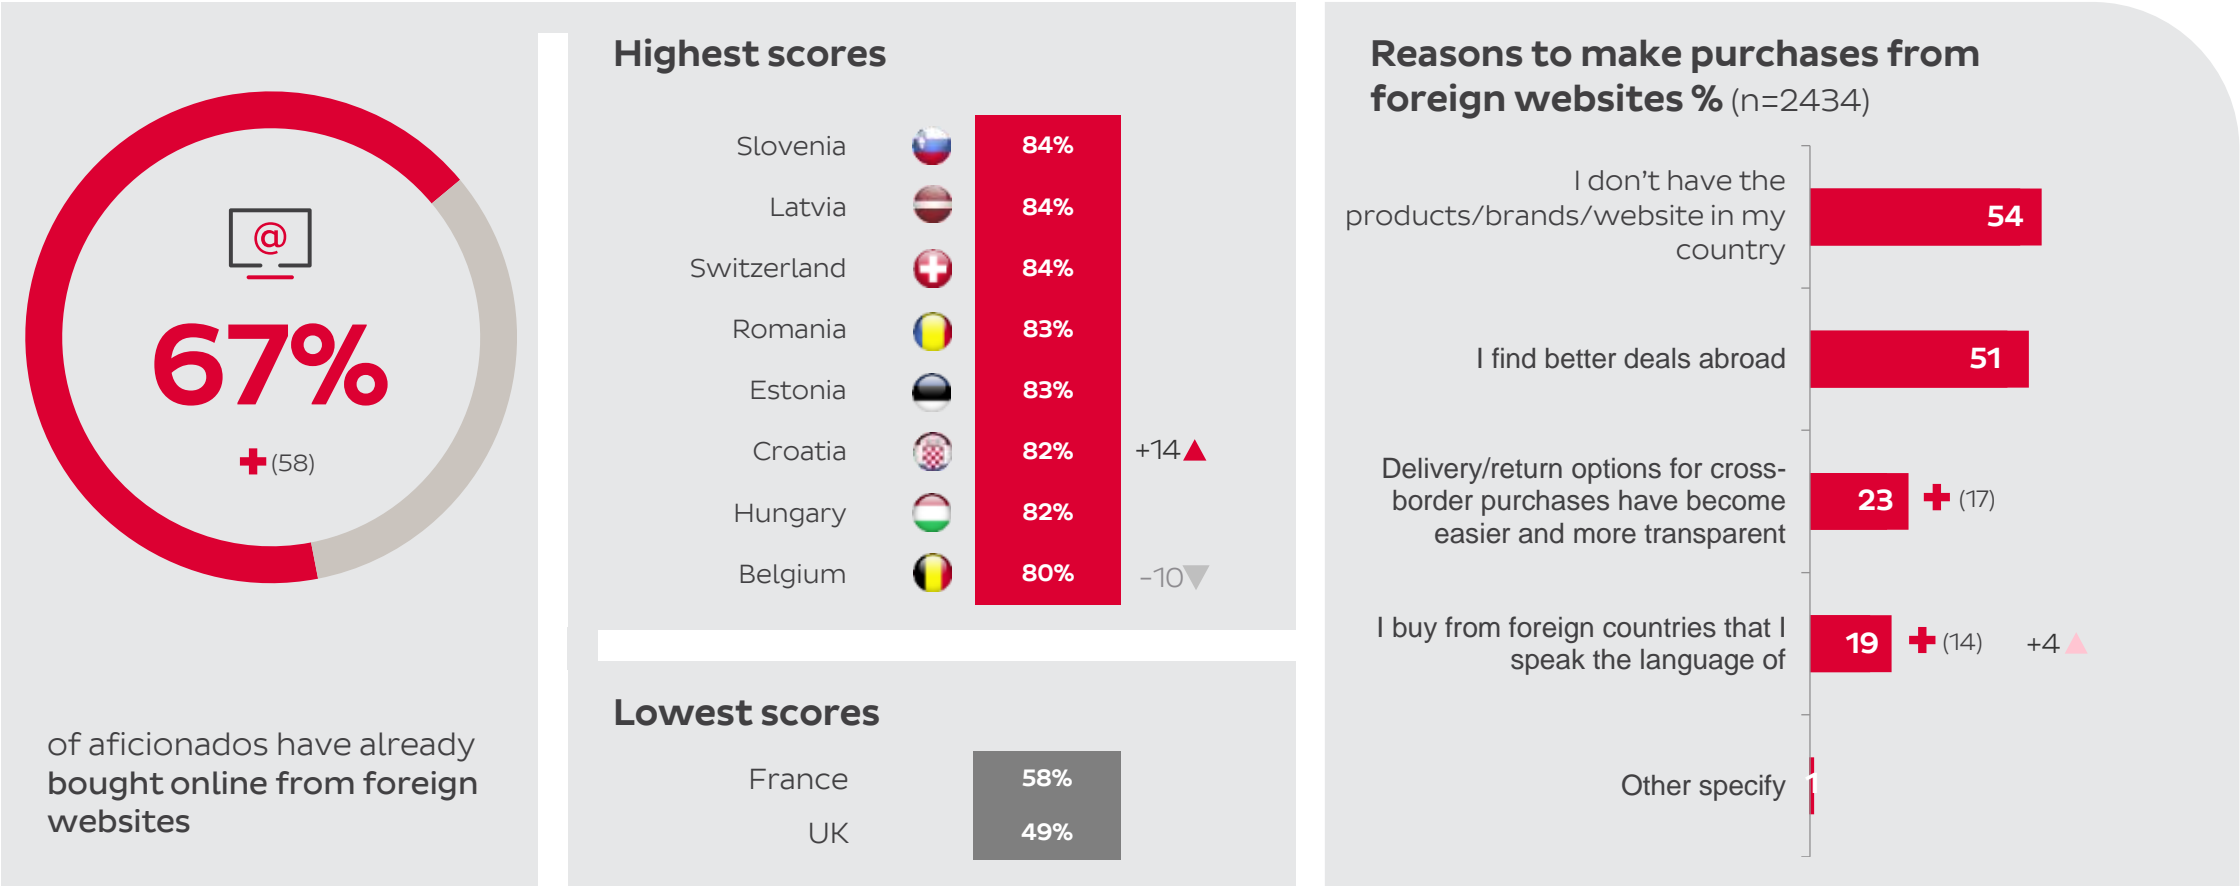 @
67%
(58)
of aficionados have already
bought online from foreign
websites
Highest scores
Slovenia 84%
Latvia 84%
Switzerland 84%
Romania 83%
Estonia 83%
Croatia 82% +14
Hungary 82%
Belgium 80% -10
Lowest scores
France 58%
UK 49%
Reasons to make purchases from
foreign websites % (n=2434)
I don't have the
products/brands/website in my
country
54
I find better deals abroad 51
Delivery/return options for cross-
border purchases have become
easier and more transparent
23 (17)
I buy from foreign countries that I
speak the language of
19 (14) +4
Other specify 1